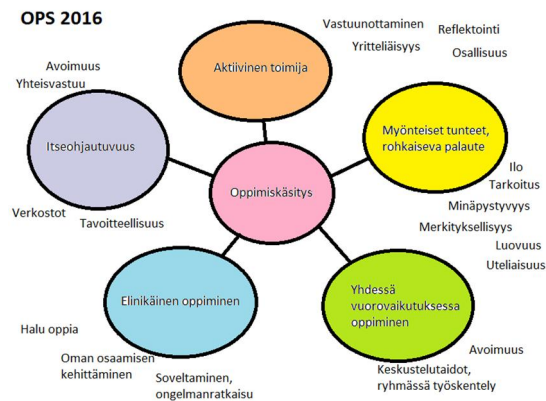 OPS 2016
Vastuunottaminen
Reflektointi
Yritteliäisyys
Osallisuus
Aktiivinen toimija
Avoimuus
Yhteisvastuu
Itseohjautuvuus
Verkostot
Tavoitteellisuus
Myönteiset tunteet,
rohkaiseva palaute
Ilo
Tarkoitus
Minäpystyvyys
Merkityksellisyys
Luovuus
Uteliaisuus
Oppimiskäsitys
Elinikäinen oppiminen
Halu oppia
Oman osaamisen
kehittäminen
Soveltaminen,
ongelmanratkaisu
Yhdessä
vuorovaikutuksessa
oppiminen
Avoimuus
Keskustelutaidot,
ryhmässä työskentely